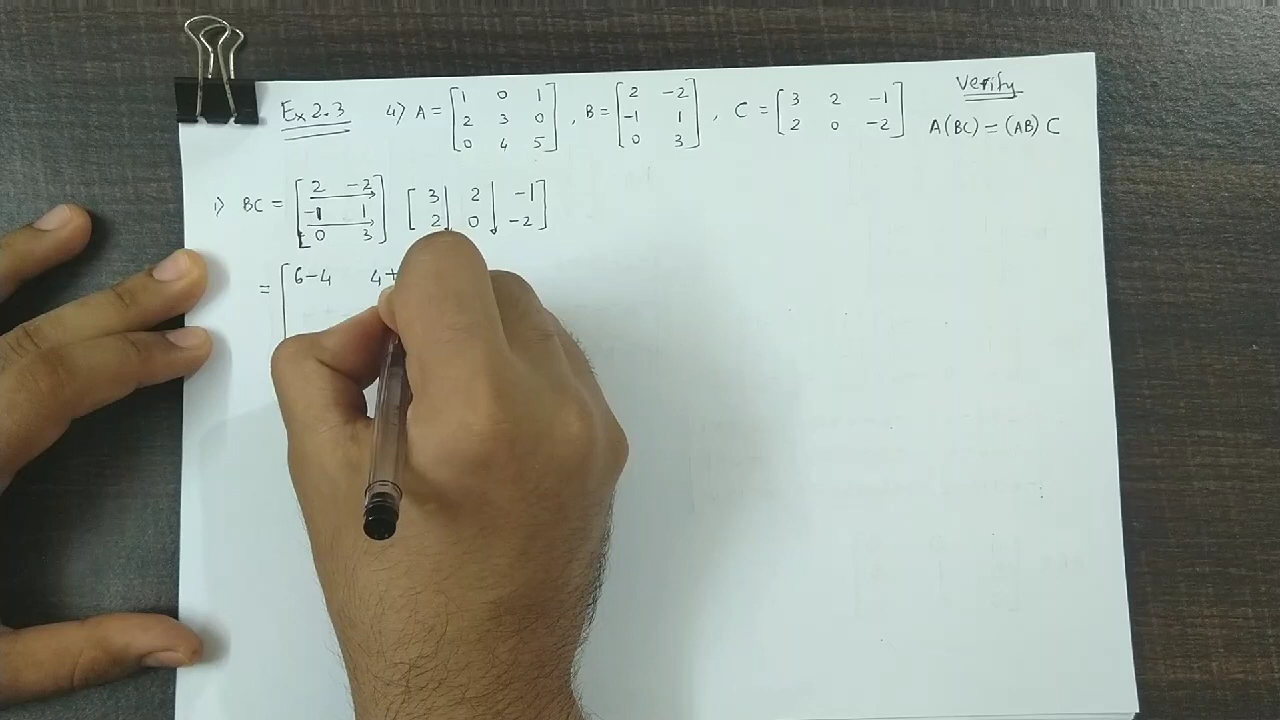 Ex 2.3 4) A = [1 0 1 , B = [2 -2 , C = [3 2 -1 Verify
2 3 0 -1 1 2 0 -2] A(BC) = (AB) C
0 4 5] 0 3]
1) BC = [2 -2 [3 2 -1
-1 1 2 0 -2]
0 3]
= [6-4 4+